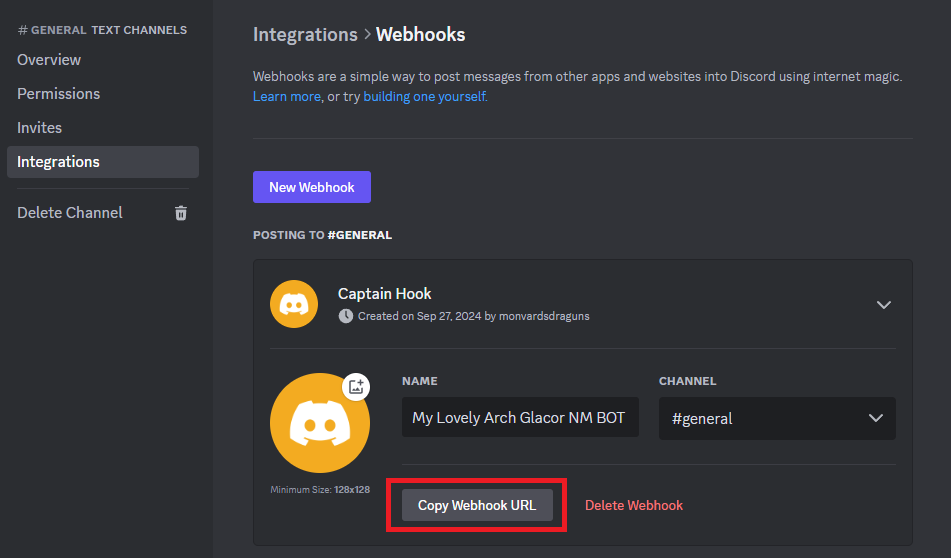 # GENERAL TEXT CHANNELS
Overview
Permissions
Invites
Integrations
Delete Channel
Integrations > Webhooks
Webhooks are a simple way to post messages from other apps and websites into Discord using internet magic.
Learn more, or try building one yourself.
New Webhook
POSTING TO #GENERAL
Captain Hook
Created on Sep 27, 2024 by monvardsdraguns
NAME
CHANNEL
My Lovely Arch Glacor NM BOT
#general
Minimum Size: 128x128
Copy Webhook URL
Delete Webhook